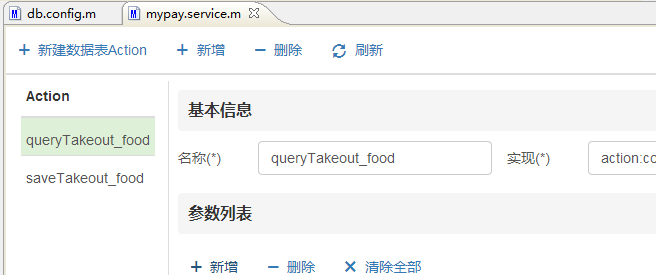 db.config.m mypay.service.m
新建数据表Action 新增 删除 刷新
Action
queryTakeout_food
saveTakeout_food
基本信息
名称(*) queryTakeout_food 实现(*) action:co
参数列表
新增 删除 清除全部